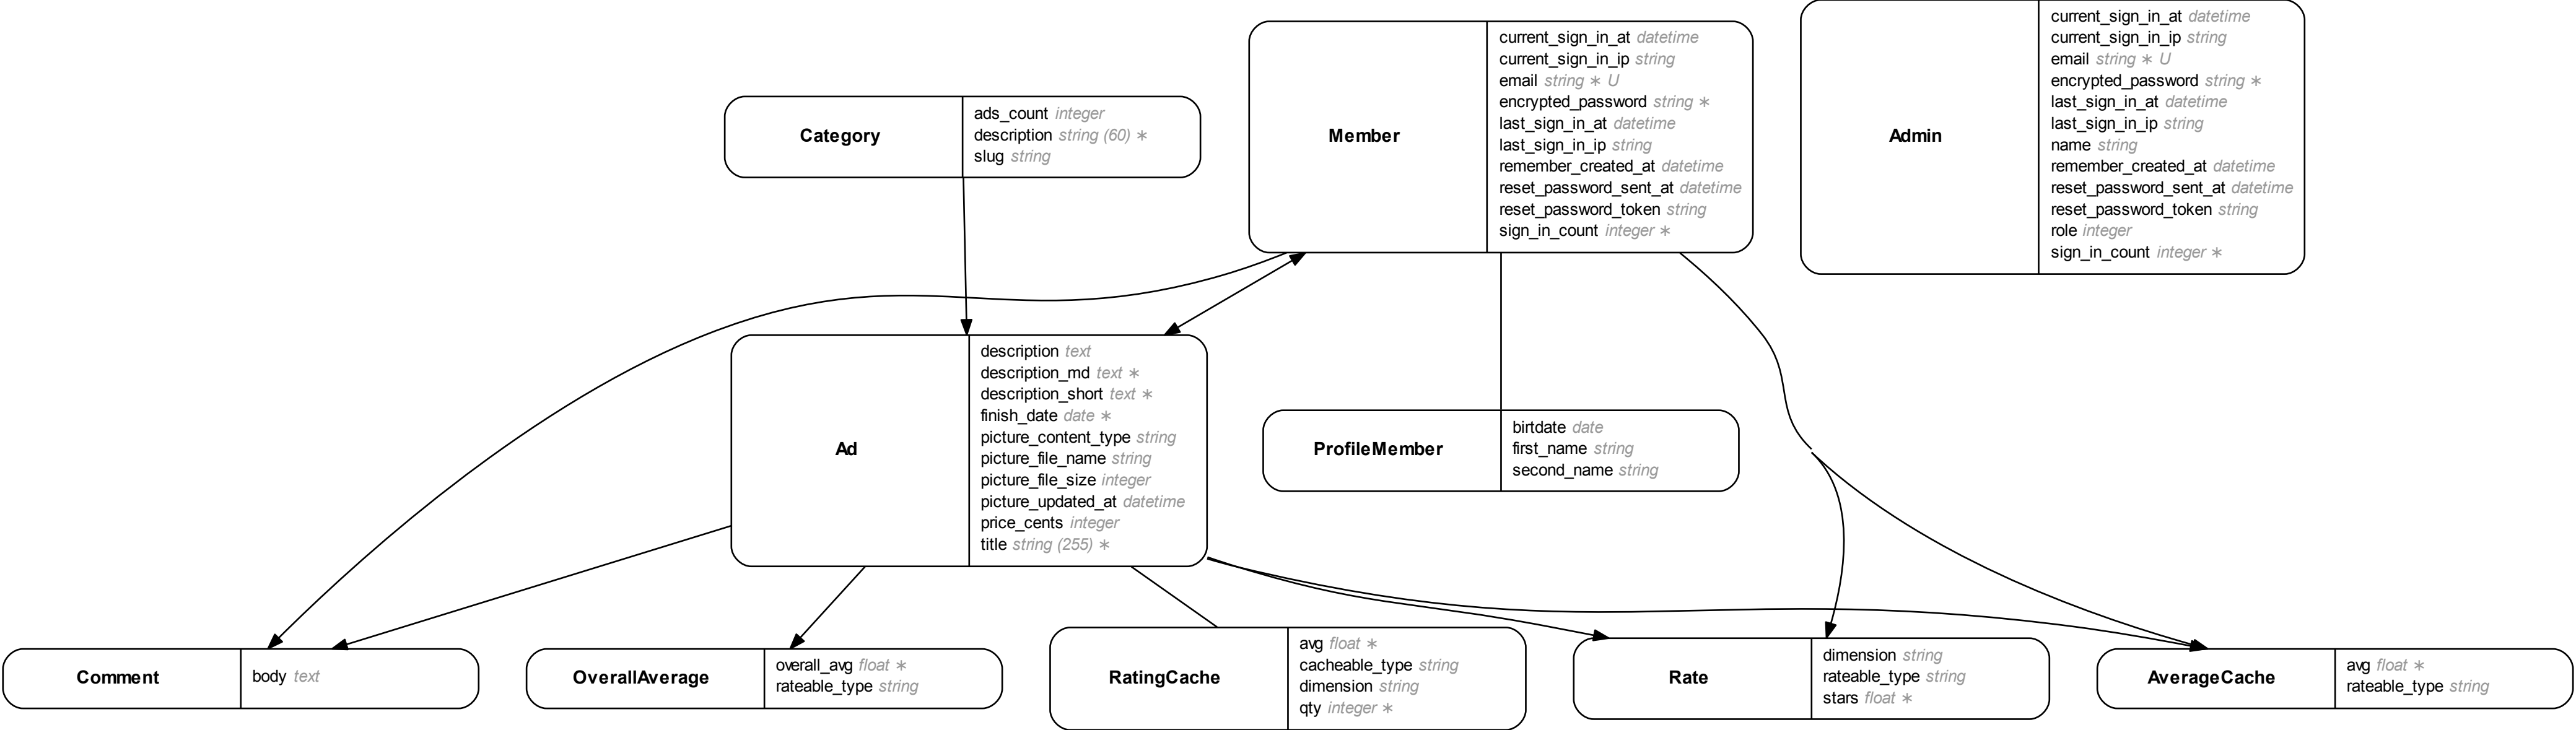 Category
ads_count integer
description string (60) ∗
slug string
Member
current_sign_in_at datetime
current_sign_in_ip string
email string ∗ U
encrypted_password string ∗
last_sign_in_at datetime
last_sign_in_ip string
remember_created_at datetime
reset_password_sent_at datetime
reset_password_token string
sign_in_count integer ∗
Admin
current_sign_in_at datetime
current_sign_in_ip string
email string ∗ U
encrypted_password string ∗
last_sign_in_at datetime
last_sign_in_ip string
name string
remember_created_at datetime
reset_password_sent_at datetime
reset_password_token string
role integer
sign_in_count integer ∗
Ad
description text
description_md text ∗
description_short text ∗
finish_date date ∗
picture_content_type string
picture_file_name string
picture_file_size integer
picture_updated_at datetime
price_cents integer
title string (255) ∗
ProfileMember
birtdate date
first_name string
second_name string
Comment
body text
OverallAverage
overall_avg float ∗
rateable_type string
RatingCache
avg float ∗
cacheable_type string
dimension string
qty integer ∗
Rate
dimension string
rateable_type string
stars float ∗
AverageCache
avg float ∗
rateable_type string